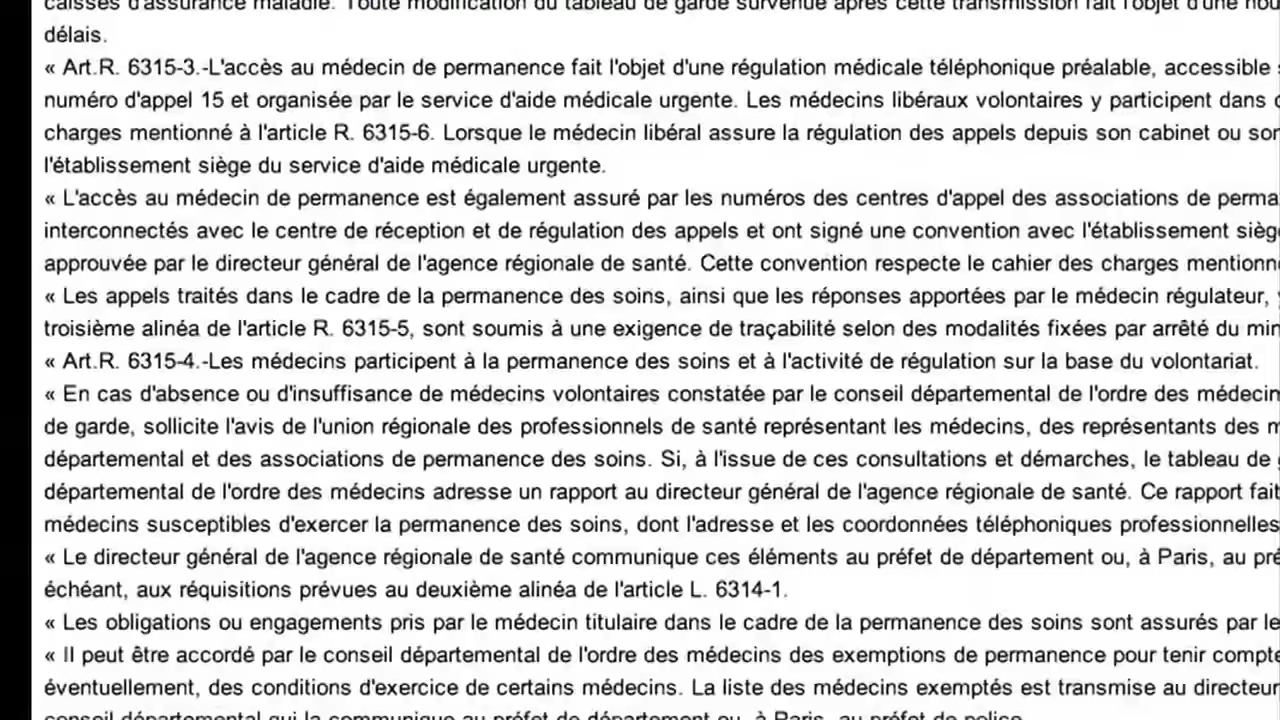 caisses d'assurance maladie. Toute modification du tableau de garde survenue après cette transmission fait l'objet d'une
délais.
« Art.R. 6315-3.-L'accès au médecin de permanence fait l'objet d'une régulation médicale téléphonique préalable, accessible
numéro d'appel 15 et organisée par le service d'aide médicale urgente. Les médecins libéraux volontaires y participent dans
charges mentionné à l'article R. 6315-6. Lorsque le médecin libéral assure la régulation des appels depuis son cabinet ou
l'établissement siège du service d'aide médicale urgente.
« L'accès au médecin de permanence est également assuré par les numéros des centres d'appel des associations de
interconnectés avec le centre de réception et de régulation des appels et ont signé une convention avec l'établissement
approuvée par le directeur général de l'agence régionale de santé. Cette convention respecte le cahier des charges
« Les appels traités dans le cadre de la permanence des soins, ainsi que les réponses apportées par le médecin régulateur,
troisième alinéa de l'article R. 6315-5, sont soumis à une exigence de traçabilité selon des modalités fixées par arrêté du
« Art.R. 6315-4.-Les médecins participent à la permanence des soins et à l'activité de régulation sur la base du volontariat.
« En cas d'absence ou d'insuffisance de médecins volontaires constatée par le conseil départemental de l'ordre des
de garde, sollicite l'avis de l'union régionale des professionnels de santé représentant les médecins, des représentants des
départemental et des associations de permanence des soins. Si, à l'issue de ces consultations et démarches, le tableau de
départemental de l'ordre des médecins adresse un rapport au directeur général de l'agence régionale de santé. Ce rapport fait
médecins susceptibles d'exercer la permanence des soins, dont l'adresse et les coordonnées téléphoniques professionnelles
« Le directeur général de l'agence régionale de santé communique ces éléments au préfet de département ou, à Paris, au
échéant, aux réquisitions prévues au deuxième alinéa de l'article L. 6314-1.
« Les obligations ou engagements pris par le médecin titulaire dans le cadre de la permanence des soins sont assurés par
« Il peut être accordé par le conseil départemental de l'ordre des médecins des exemptions de permanence pour tenir compte
éventuellement, des conditions d'exercice de certains médecins. La liste des médecins exemptés est transmise au directeur
conseil départemental qui la communique au préfet de département ou, à Paris, au préfet de police.